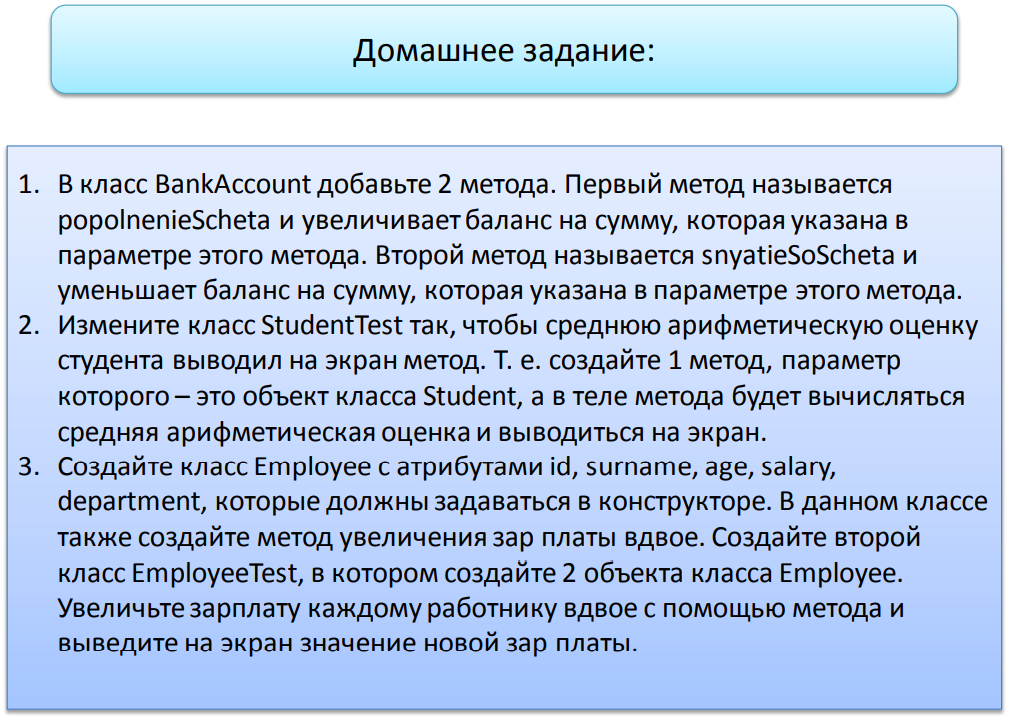 Домашнее задание:
1. В класс BankAccount добавьте 2 метода. Первый метод называется
popolnenieScheta и увеличивает баланс на сумму, которая указана в
параметре этого метода. Второй метод называется snyatieSoScheta и
уменьшает баланс на сумму, которая указана в параметре этого метода.
2. Измените класс StudentTest так, чтобы среднюю арифметическую оценку
студента выводил на экран метод. Т. е. создайте 1 метод, параметр
которого – это объект класса Student, а в теле метода будет вычисляться
средняя арифметическая оценка и выводиться на экран.
3. Создайте класс Employee с атрибутами id, surname, age, salary,
department, которые должны задаваться в конструкторе. В данном классе
также создайте метод увеличения зар платы вдвое. Создайте второй
класс EmployeeTest, в котором создайте 2 объекта класса Employee.
Увеличьте зарплату каждому работнику вдвое с помощью метода и
выведите на экран значение новой зар платы.